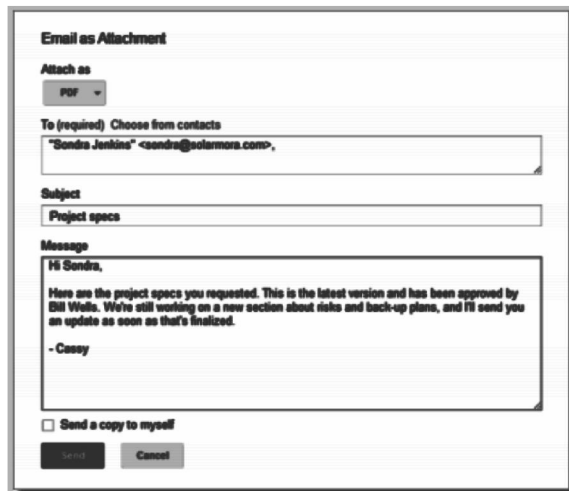 Email as Attachment
Attach as
PDF
To (required) Choose from contacts
"Sondra Jenkins" <sondra@solarmora.com>,
Subject
Project specs
Message
Hi Sondra,
Here are the project specs you requested. This is the latest version and has been approved by
Bill Wells. We're still working on a new section about risks and back-up plans, and I'll send you
an update as soon as that's finalized.
- Cassy
Send a copy to myself
Send
Cancel